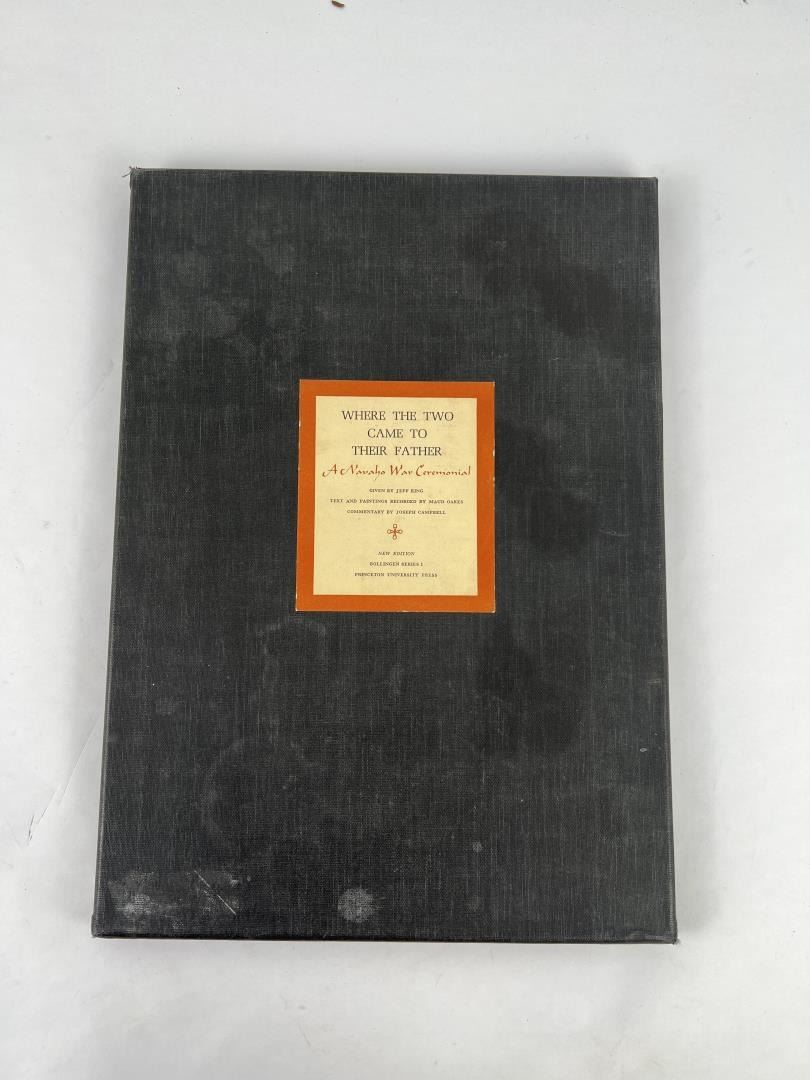 WHERE THE TWO
CAME TO
THEIR FATHER
A Navaho War Ceremonial
GIVEN BY JEFF KING
TEXT AND PAINTINGS RECORDED BY MAUD OAKES
COMMENTARY BY JOSEPH CAMPBELL
NEW EDITION
BOLLINGEN SERIES I
PRINCETON UNIVERSITY PRESS